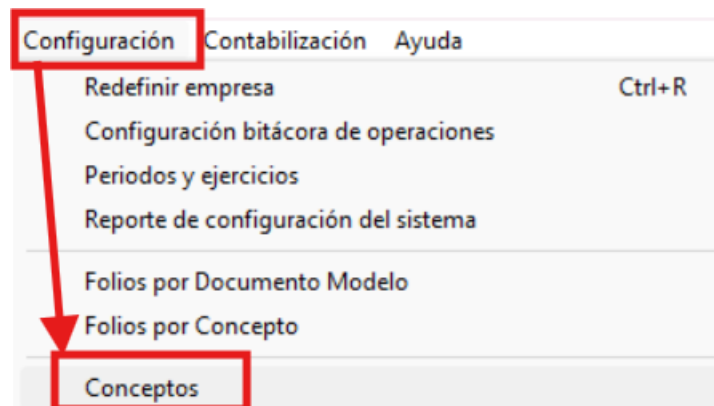 Configuración Contabilización Ayuda
Redefinir empresa Ctrl+R
Configuración bitácora de operaciones
Periodos y ejercicios
Reporte de configuración del sistema
Folios por Documento Modelo
Folios por Concepto
Conceptos